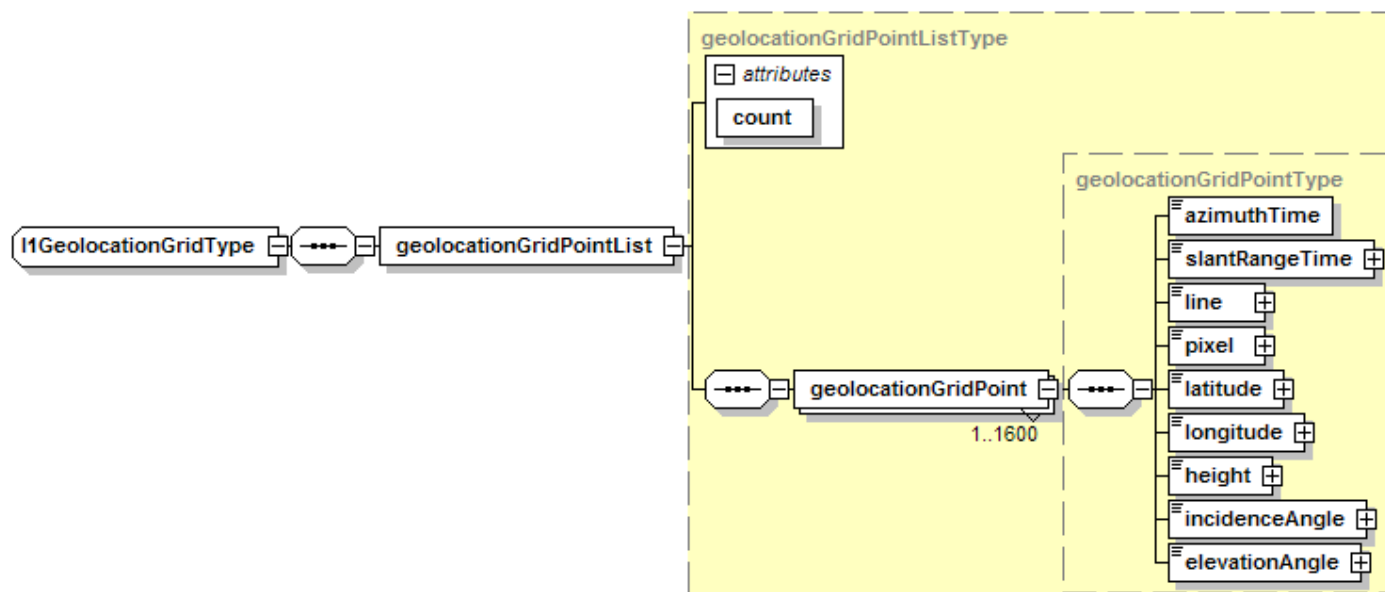 geolocationGridPointListType
attributes
count
geolocationGridPointType
azimuthTime
slantRangeTime
l1GeolocationGridType
geolocationGridPointList
line
pixel
geolocationGridPoint
latitude
1..1600
longitude
height
incidenceAngle
elevationAngle